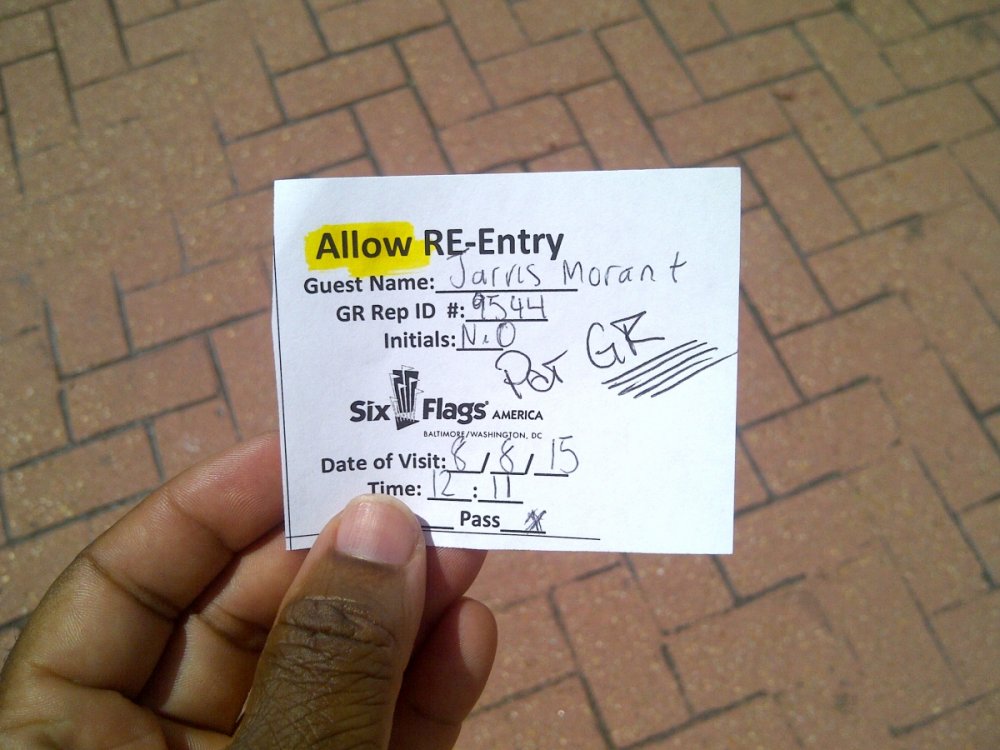 Allow RE-Entry
Guest Name: Jarvis Morant
GR Rep ID #: 9544
Initials: N.O
Per GR
Six Flags AMERICA
BALTIMORE/WASHINGTON, DC
Date of Visit: 8/8/15
Time: 12:11
Pass